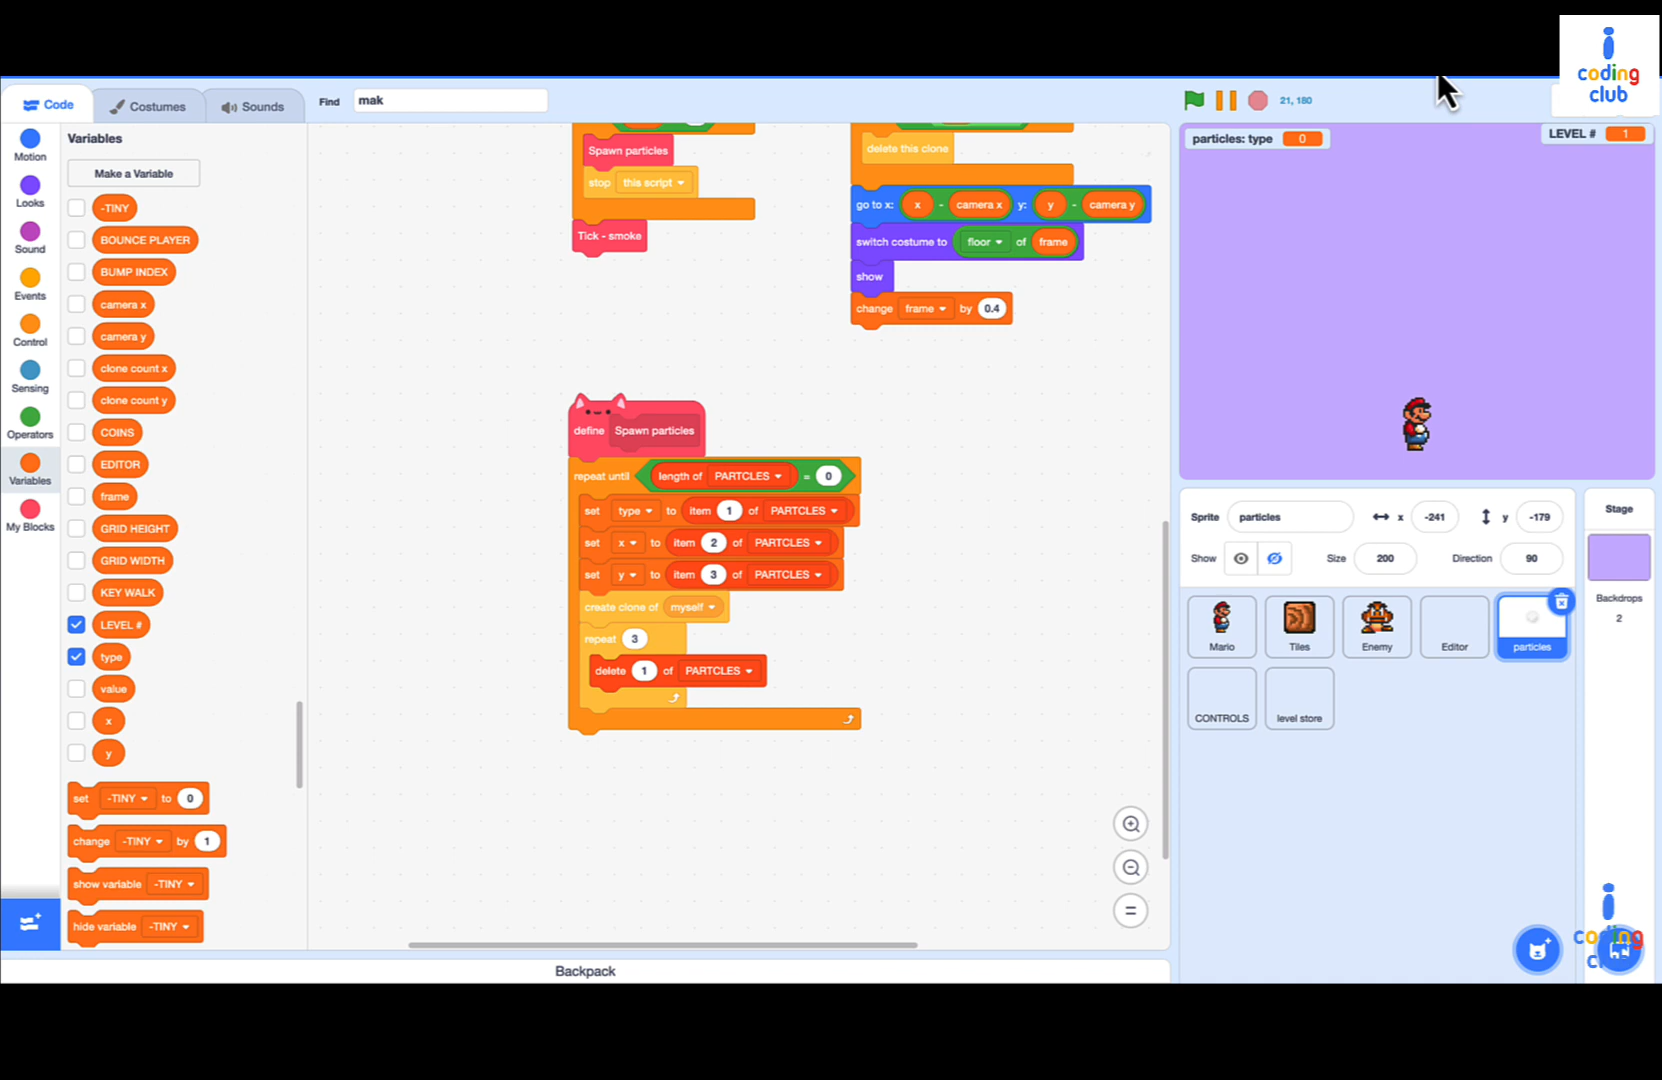 i
coding
club
Code
Costumes
Sounds
Find
mak
21, 180
Motion
Looks
Sound
Events
Control
Sensing
Operators
Variables
My Blocks
Variables
Make a Variable
-TINY
BOUNCE PLAYER
BUMP INDEX
camera x
camera y
clone count x
clone count y
COINS
EDITOR
frame
GRID HEIGHT
GRID WIDTH
KEY WALK
LEVEL #
type
value
x
y
set -TINY to 0
change -TINY by 1
show variable -TINY
hide variable -TINY
Spawn particles
stop this script
Tick - smoke
delete this clone
go to x: x - camera x y: y - camera y
switch costume to floor of frame
show
change frame by 0.4
define Spawn particles
repeat until length of PARTCLES = 0
set type to item 1 of PARTCLES
set x to item 2 of PARTCLES
set y to item 3 of PARTCLES
create clone of myself
repeat 3
delete 1 of PARTCLES
=
Backpack
particles: type 0
LEVEL # 1
Sprite particles x -241 y -179
Show Size 200 Direction 90
Mario
Tiles
Enemy
Editor
particles
CONTROLS
level store
Stage
Backdrops
2
i
coding